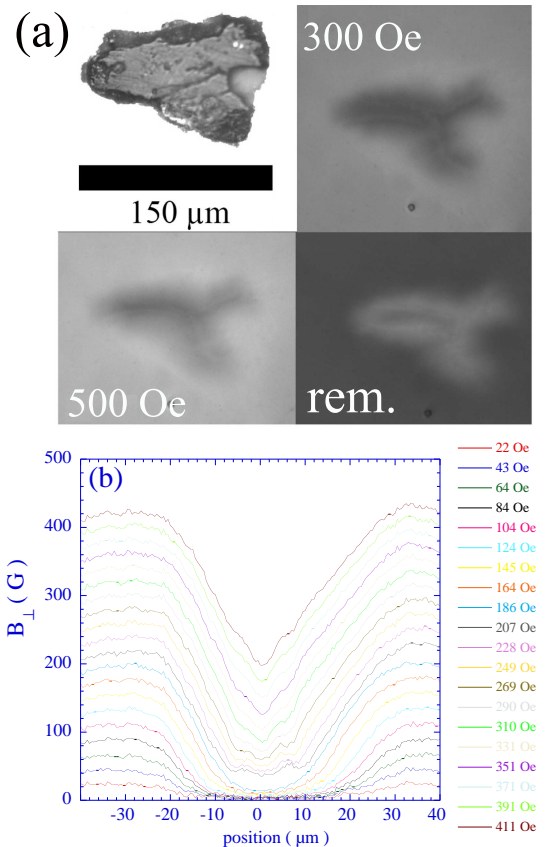 (a)
300 Oe
150 µm
500 Oe
rem.
(b)
500
400
300
200
100
0
B⊥ ( G )
-30 -20 -10 0 10 20 30 40
position ( µm )
22 Oe
43 Oe
64 Oe
84 Oe
104 Oe
124 Oe
145 Oe
164 Oe
186 Oe
207 Oe
228 Oe
249 Oe
269 Oe
290 Oe
310 Oe
331 Oe
351 Oe
371 Oe
391 Oe
411 Oe